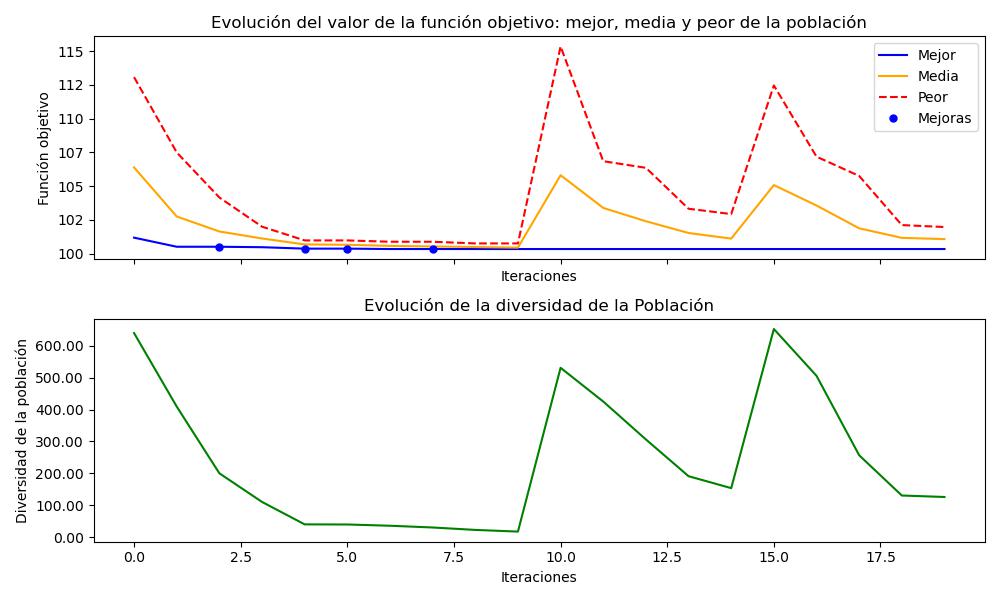 Evolución del valor de la función objetivo: mejor, media y peor de la población
115
112
110
107
105
102
100
Función objetivo
Mejor
Media
Peor
Mejoras
Iteraciones
Evolución de la diversidad de la Población
600.00
500.00
400.00
300.00
200.00
100.00
0.00
Diversidad de la población
0.0 2.5 5.0 7.5 10.0 12.5 15.0 17.5
Iteraciones